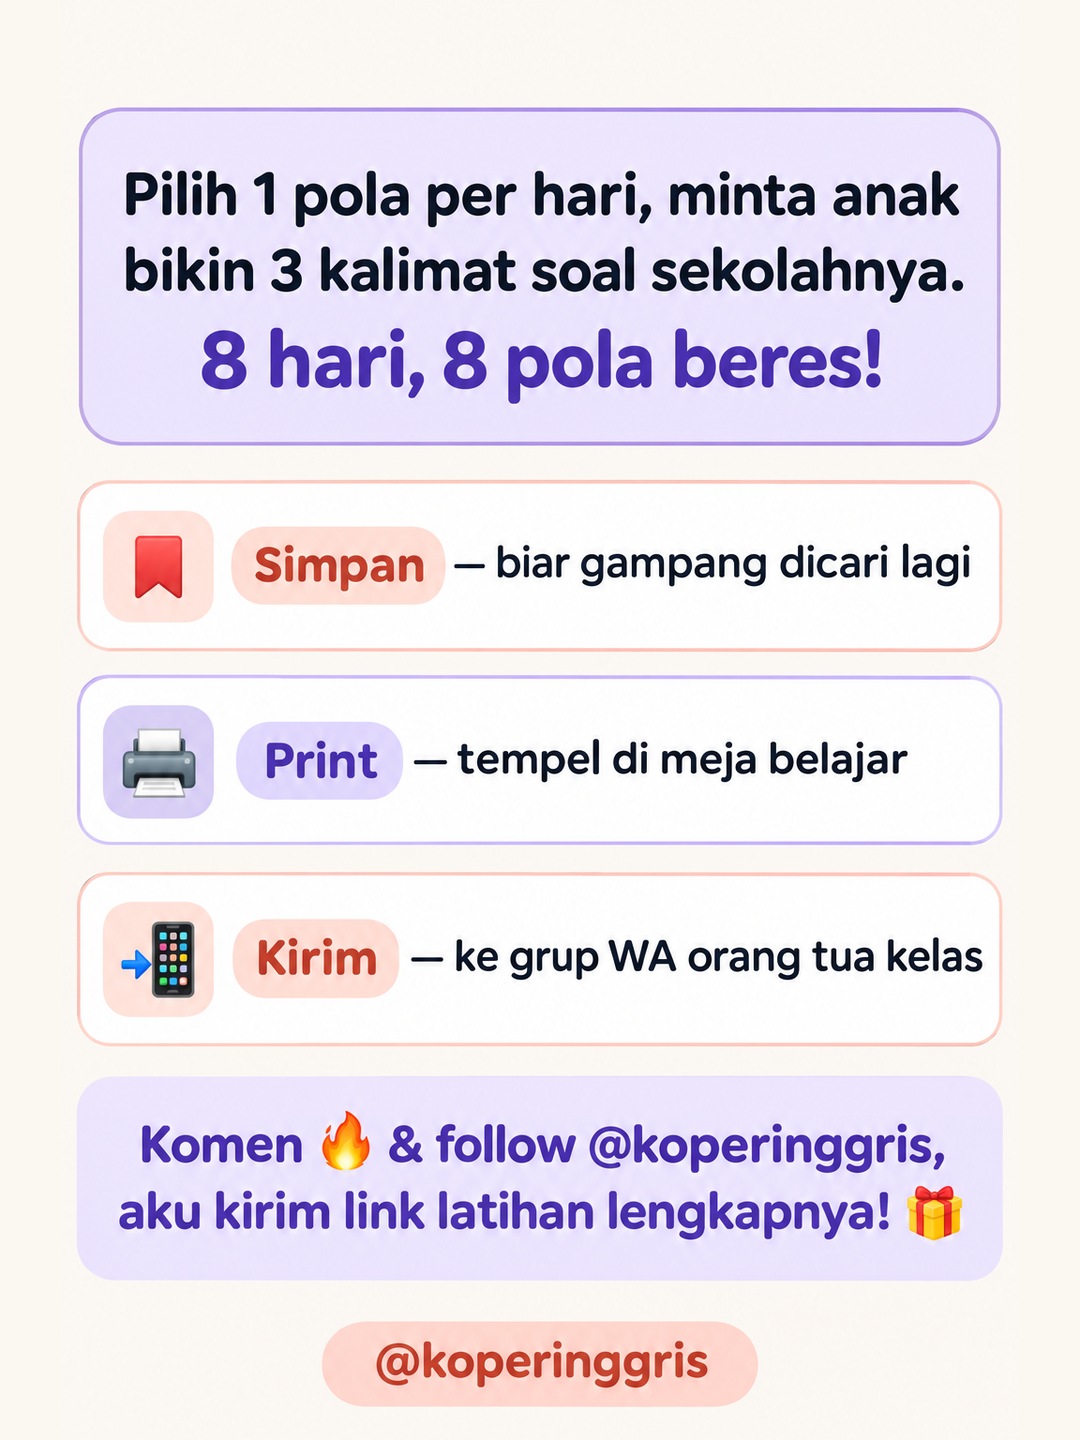 Pilih 1 pola per hari, minta anak
bikin 3 kalimat soal sekolahnya.
8 hari, 8 pola beres!
Simpan — biar gampang dicari lagi
Print — tempel di meja belajar
Kirim — ke grup WA orang tua kelas
Komen 🔥 & follow @koperinggris,
aku kirim link latihan lengkapnya! 🎁
@koperinggris